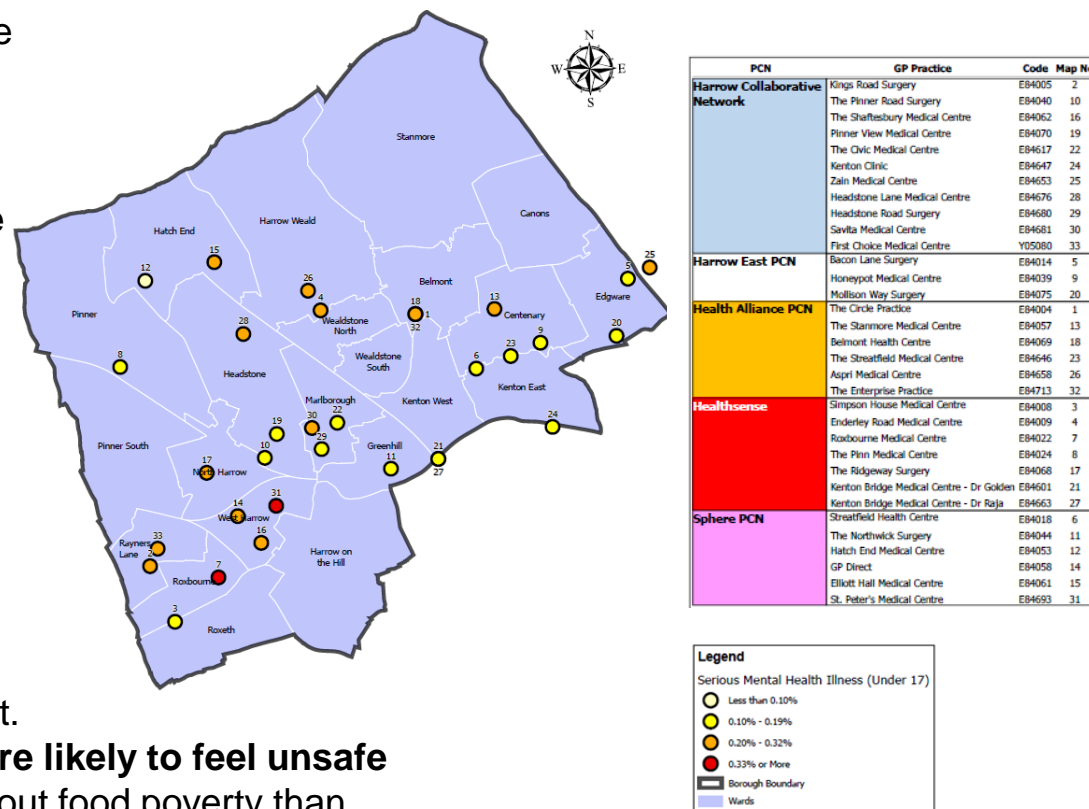 e
e
t.
re likely to feel unsafe
out food poverty than
N
W E
S
Stanmore
Canons
Harrow Weald
Hatch End
15
12
26
4
Belmont
5
25
Edgware
Pinner
Wealdstone
North
18
1
32
13
Centenary
28
9
20
8
Wealdstone
South
23
6
Headstone
Kenton East
Marlborough
Kenton West
30
22
19
24
Pinner South
29
Greenhill
10
21
11
17
North Harrow
27
31
14
West Harrow
33
Rayners
Lane
2
16
Harrow on
the Hill
7
Roxbourne
3
Roxeth
PCN GP Practice Code Map No
Harrow Collaborative Kings Road Surgery E84005 2
Network The Pinner Road Surgery E84040 10
The Shaftesbury Medical Centre E84062 16
Pinner View Medical Centre E84070 19
The Civic Medical Centre E84617 22
Kenton Clinic E84647 24
Zain Medical Centre E84653 25
Headstone Lane Medical Centre E84676 28
Headstone Road Surgery E84680 29
Savita Medical Centre E84681 30
First Choice Medical Centre Y05080 33
Harrow East PCN Bacon Lane Surgery E84014 5
Honeypot Medical Centre E84039 9
Mollison Way Surgery E84075 20
Health Alliance PCN The Circle Practice E84004 1
The Stanmore Medical Centre E84057 13
Belmont Health Centre E84069 18
The Streatfield Medical Centre E84646 23
Aspri Medical Centre E84658 26
The Enterprise Practice E84713 32
Healthsense Simpson House Medical Centre E84008 3
Enderley Road Medical Centre E84009 4
Roxbourne Medical Centre E84022 7
The Pinn Medical Centre E84024 8
The Ridgeway Surgery E84068 17
Kenton Bridge Medical Centre - Dr Golden E84601 21
Kenton Bridge Medical Centre - Dr Raja E84663 27
Sphere PCN Streatfield Health Centre E84018 6
The Northwick Surgery E84044 11
Hatch End Medical Centre E84053 12
GP Direct E84058 14
Elliott Hall Medical Centre E84061 15
St. Peter's Medical Centre E84693 31
Legend
Serious Mental Health Illness (Under 17)
Less than 0.10%
0.10% - 0.19%
0.20% - 0.32%
0.33% or More
Borough Boundary
Wards